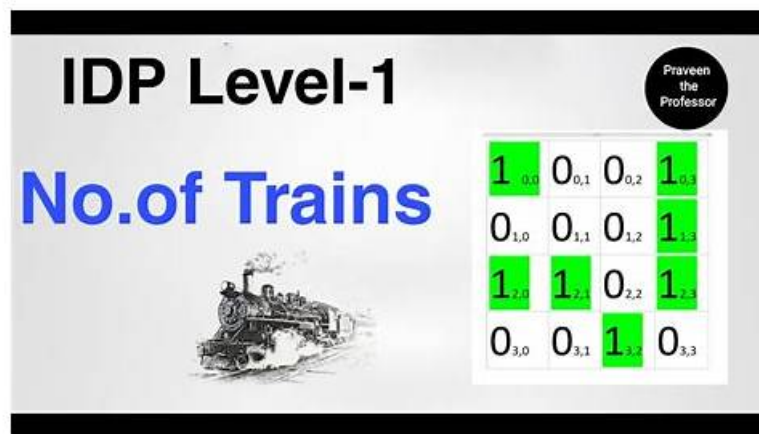 IDP Level-1
Praveen
the
Professor
No.of Trains
1 0,0 0 0,1 0 0,2 1 0,3
0 1,0 0 1,1 0 1,2 1 1,3
1 2,0 1 2,1 0 2,2 1 2,3
0 3,0 0 3,1 1 3,2 0 3,3